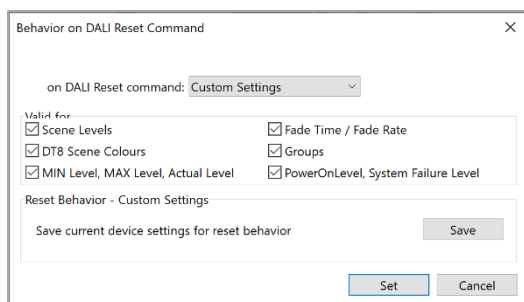 Behavior on DALI Reset Command
on DALI Reset command: Custom Settings
Valid for
Scene Levels Fade Time / Fade Rate
DT8 Scene Colours Groups
MIN Level, MAX Level, Actual Level PowerOnLevel, System Failure Level
Reset Behavior - Custom Settings
Save current device settings for reset behavior Save
Set Cancel